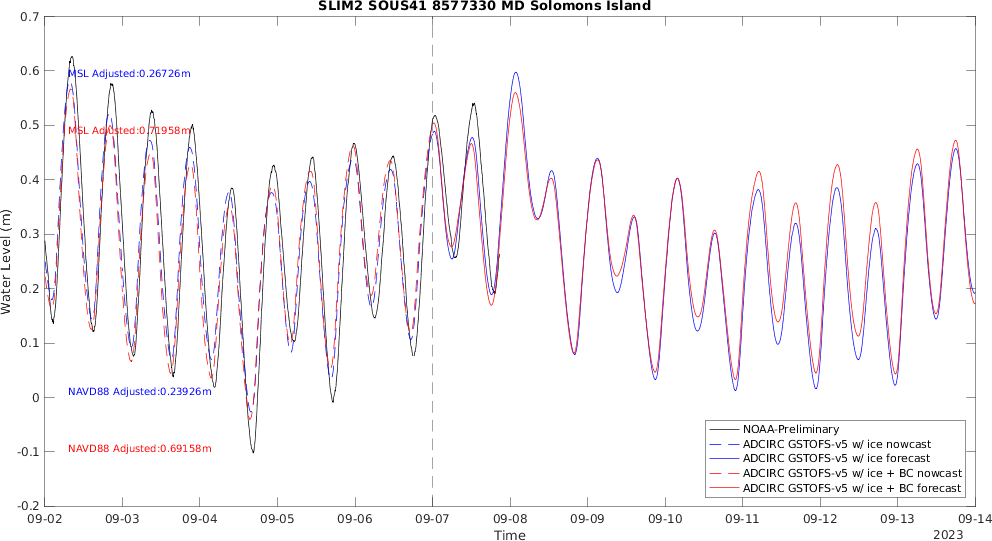 SLIM2 SOUS41 8577330 MD Solomons Island
0.7
0.6
0.5
0.4
0.3
0.2
0.1
0
-0.1
-0.2
Water Level (m)
MSL Adjusted:0.26726m
MSL Adjusted:0.71958m
NAVD88 Adjusted:0.23926m
NAVD88 Adjusted:0.69158m
NOAA-Preliminary
ADCIRC GSTOFS-v5 w/ ice nowcast
ADCIRC GSTOFS-v5 w/ ice forecast
ADCIRC GSTOFS-v5 w/ ice + BC nowcast
ADCIRC GSTOFS-v5 w/ ice + BC forecast
09-02 09-03 09-04 09-05 09-06 09-07 09-08 09-09 09-10 09-11 09-12 09-13 09-14
Time
2023